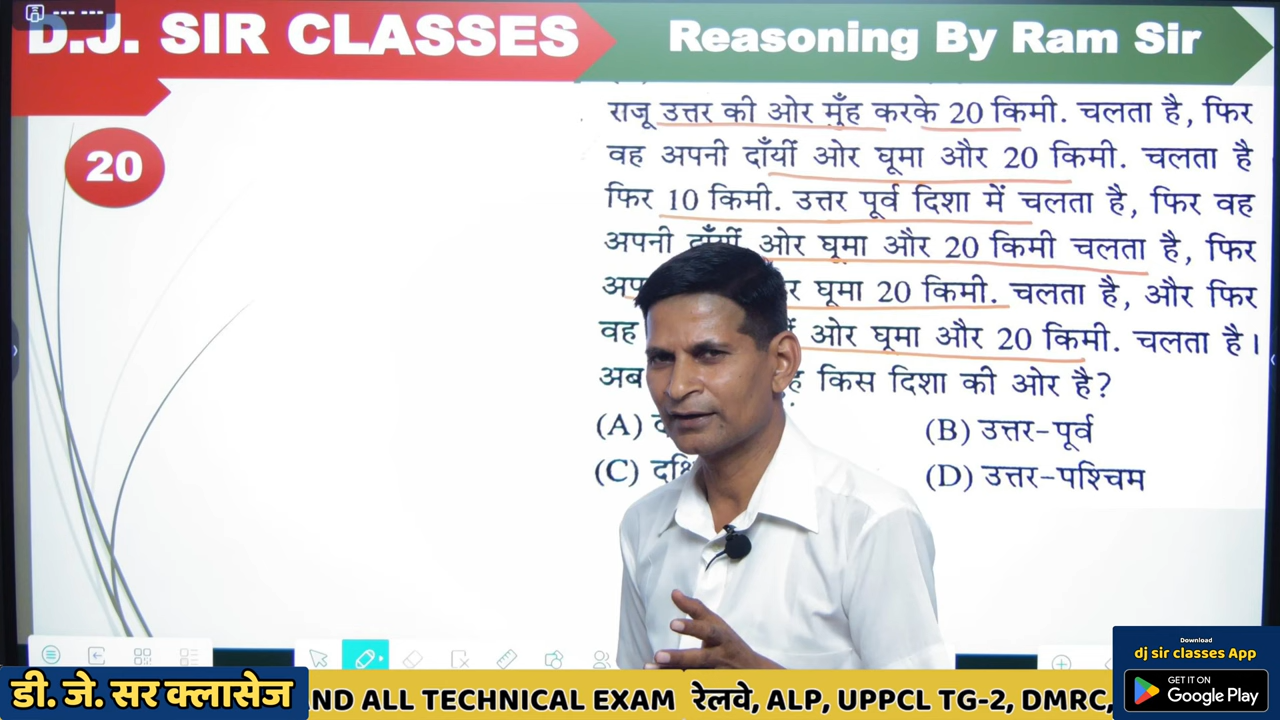 D.J. SIR CLASSES
Reasoning By Ram Sir
20
राजू उत्तर की ओर मुँह करके 20 किमी. चलता है, फिर
वह अपनी दाँयीं ओर घूमा और 20 किमी. चलता है
फिर 10 किमी. उत्तर पूर्व दिशा में चलता है, फिर वह
अपनी दाँयीं ओर घूमा और 20 किमी चलता है, फिर
घूमा 20 किमी. चलता है, और फिर
वह ओर घूमा और 20 किमी. चलता है।
अब किस दिशा की ओर है?
(A)
(B) उत्तर-पूर्व
(C)
(D) उत्तर-पश्चिम
डी. जे. सर क्लासेज
AND ALL TECHNICAL EXAM रेलवे, ALP, UPPCL TG-2, DMRC,
Download
dj sir classes App
GET IT ON
Google Play